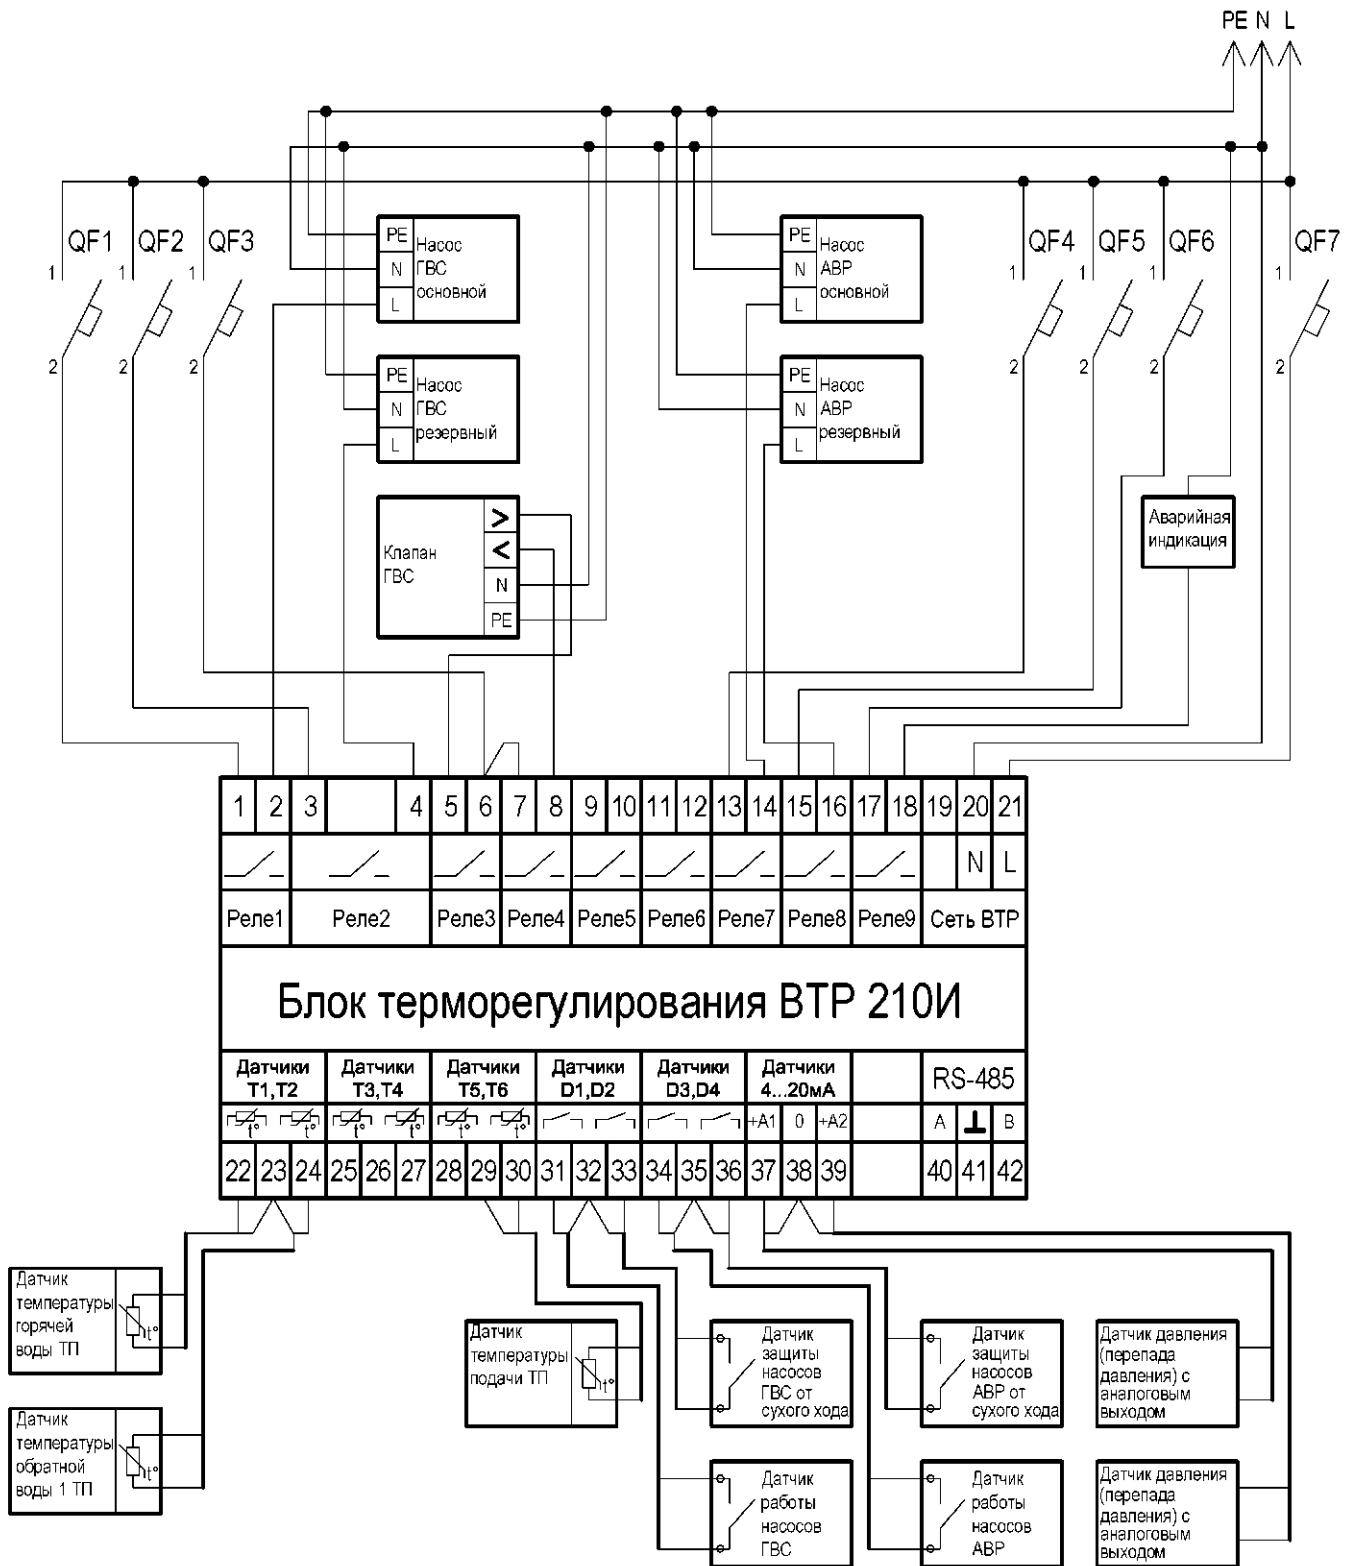 PE N L
QF1 QF2 QF3 QF4 QF5 QF6 QF7
1 1 1 1 1 1 1
2 2 2 2 2 2 2
PE
N
L
Насос
ГВС
основной
PE
N
L
Насос
АВР
основной
PE
N
L
Насос
ГВС
резервный
PE
N
L
Насос
АВР
резервный
Клапан
ГВС
>
<
N
PE
Аварийная
индикация
1 2 3 4 5 6 7 8 9 10 11 12 13 14 15 16 17 18 19 20 21
N L
Реле1 Реле2 Реле3 Реле4 Реле5 Реле6 Реле7 Реле8 Реле9 Сеть ВТР
Блок терморегулирования ВТР 210И
Датчики
Т1,Т2
Датчики
Т3,Т4
Датчики
Т5,Т6
Датчики
D1,D2
Датчики
D3,D4
Датчики
4...20мА
RS-485
t° t° t° t° t° t° +А1 0 +А2 A B
22 23 24 25 26 27 28 29 30 31 32 33 34 35 36 37 38 39 40 41 42
Датчик
температуры
горячей
воды ТП
t°
Датчик
температуры
обратной
воды 1 ТП
t°
Датчик
температуры
подачи ТП
t°
Датчик
защиты
насосов
ГВС от
сухого хода
Датчик
защиты
насосов
АВР от
сухого хода
Датчик давления
(перепада
давления) с
аналоговым
выходом
Датчик
работы
насосов
ГВС
Датчик
работы
насосов
АВР
Датчик давления
(перепада
давления) с
аналоговым
выходом